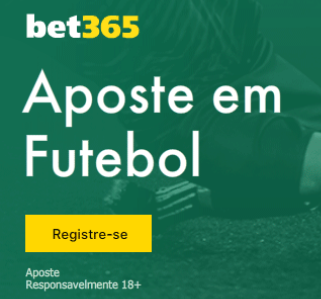 bet365
Aposte em
Futebol
Registre-se
Aposte
Responsavelmente 18+